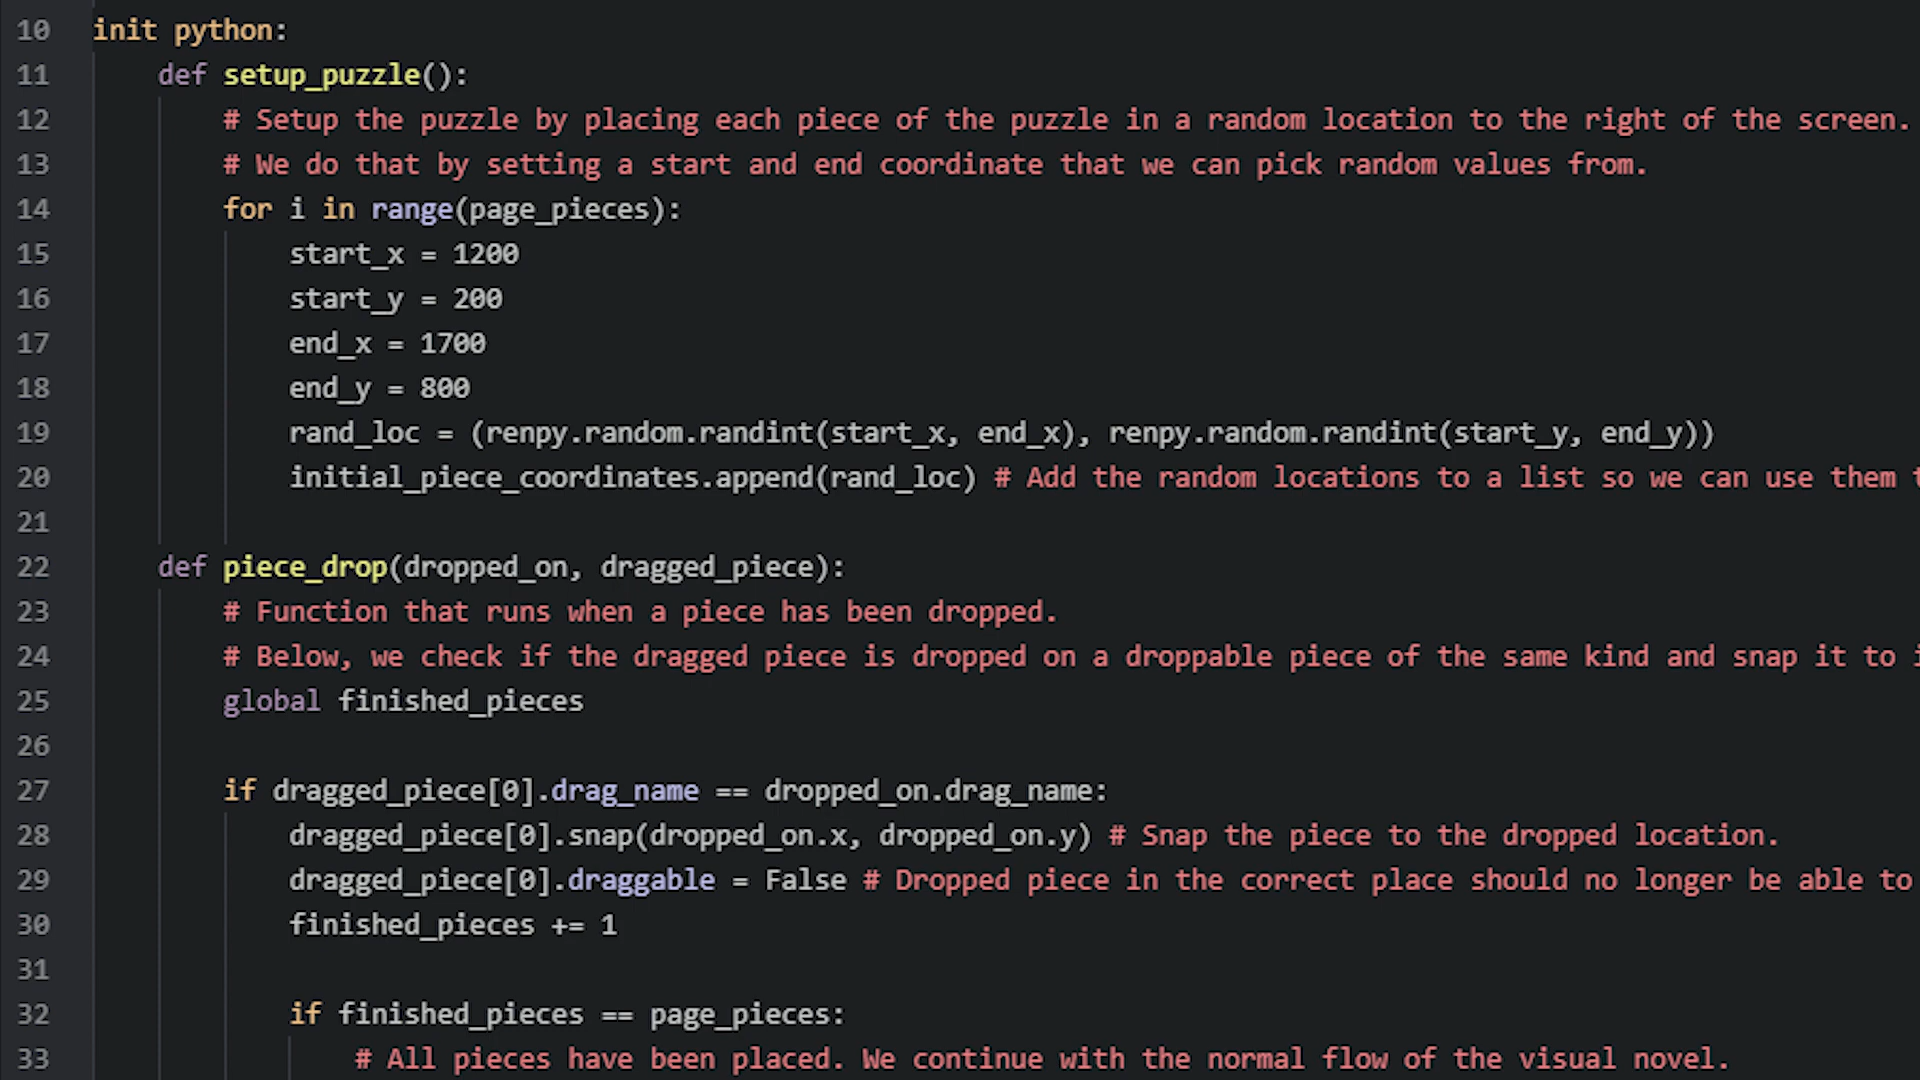 10 init python:
11 def setup_puzzle():
12 # Setup the puzzle by placing each piece of the puzzle in a random location to the right of the screen.
13 # We do that by setting a start and end coordinate that we can pick random values from.
14 for i in range(page_pieces):
15 start_x = 1200
16 start_y = 200
17 end_x = 1700
18 end_y = 800
19 rand_loc = (renpy.random.randint(start_x, end_x), renpy.random.randint(start_y, end_y))
20 initial_piece_coordinates.append(rand_loc) # Add the random locations to a list so we can use them
21
22 def piece_drop(dropped_on, dragged_piece):
23 # Function that runs when a piece has been dropped.
24 # Below, we check if the dragged piece is dropped on a droppable piece of the same kind and snap it to
25 global finished_pieces
26
27 if dragged_piece[0].drag_name == dropped_on.drag_name:
28 dragged_piece[0].snap(dropped_on.x, dropped_on.y) # Snap the piece to the dropped location.
29 dragged_piece[0].draggable = False # Dropped piece in the correct place should no longer be able to
30 finished_pieces += 1
31
32 if finished_pieces == page_pieces:
33 # All pieces have been placed. We continue with the normal flow of the visual novel.